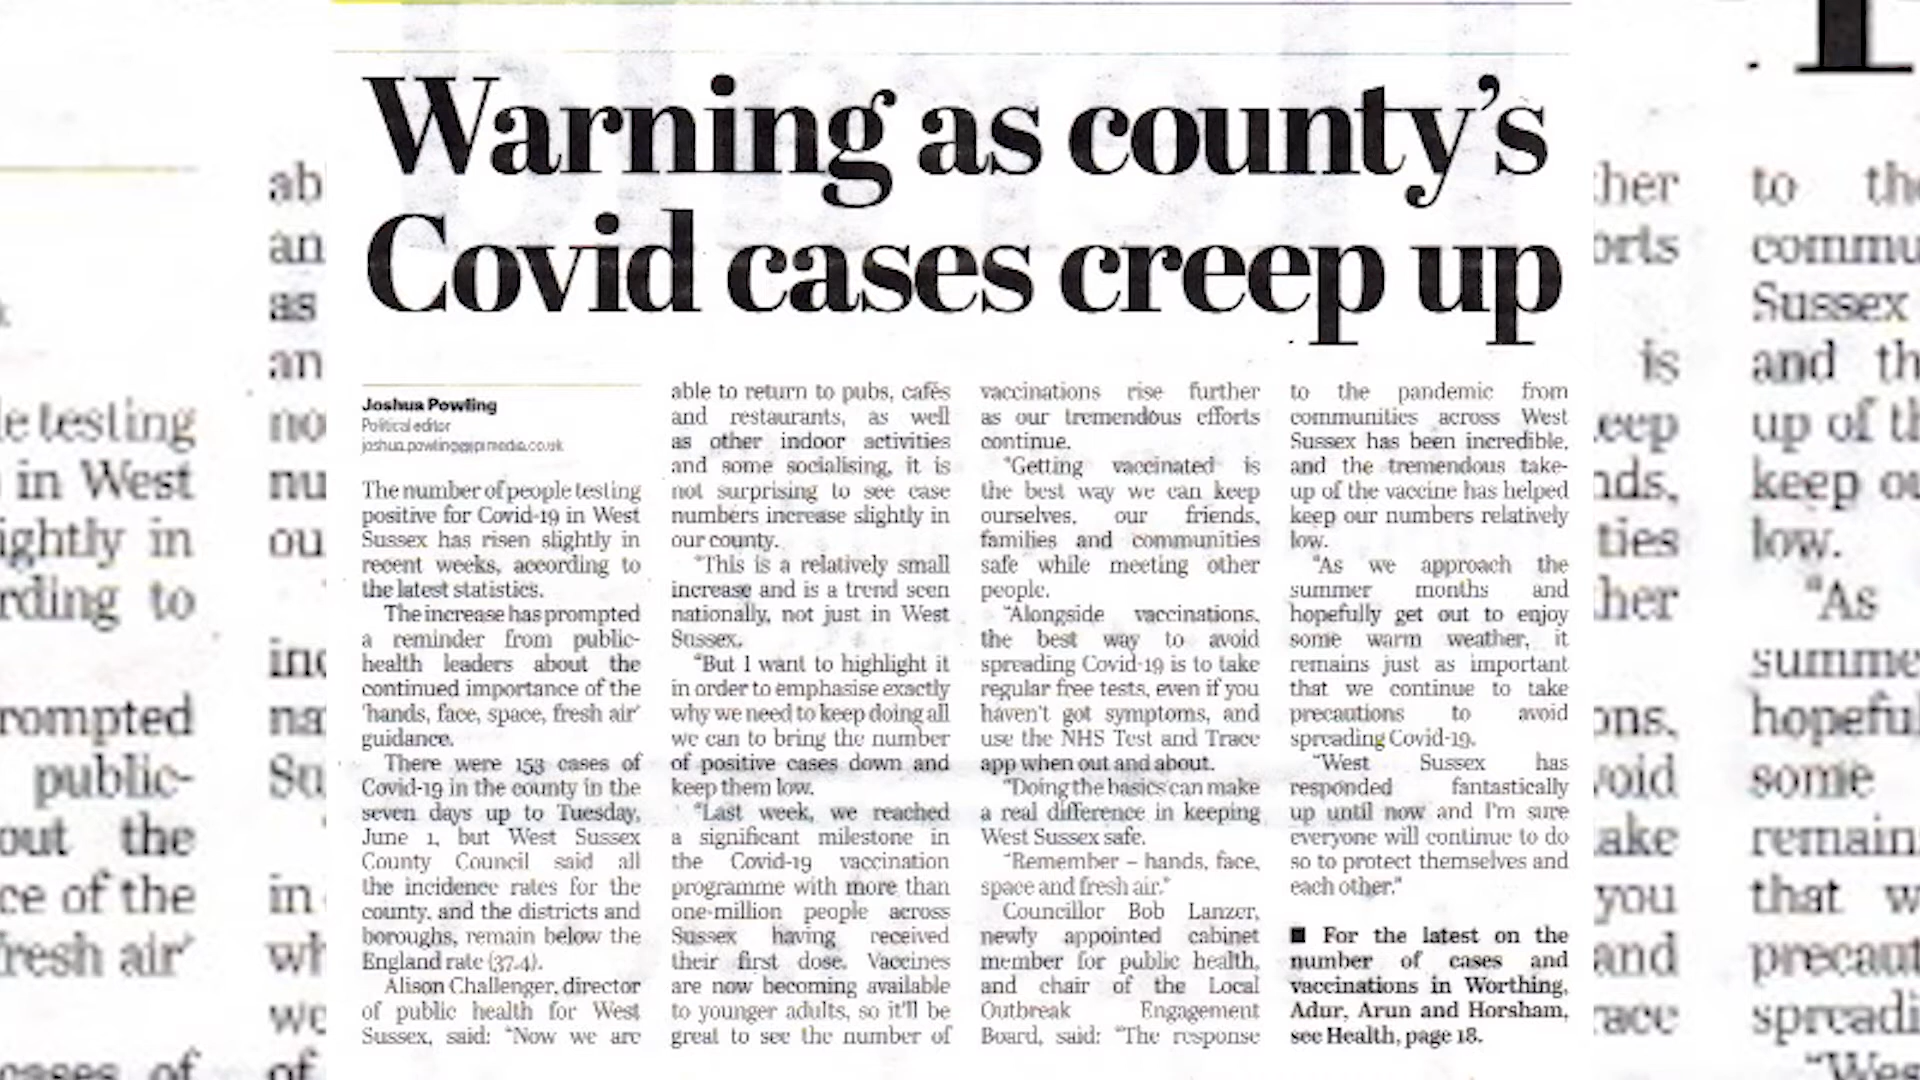 Warning as county's
Covid cases creep up
Joshua Powling
Political editor
The number of people testing
positive for Covid-19 in West
Sussex has risen slightly in
recent weeks, according to
the latest statistics.
The increase has prompted
a reminder from public-
health leaders about the
continued importance of the
'hands, face, space, fresh air'
guidance.
There were 153 cases of
Covid-19 in the county in the
seven days up to Tuesday,
June 1, but West Sussex
County Council said all
the incidence rates for the
county, and the districts and
boroughs, remain below the
England rate (37.4).
Alison Challenger, director
of public health for West
Sussex, said: "Now we are
able to return to pubs, cafés
and restaurants, as well
as other indoor activities
and some socialising, it is
not surprising to see case
numbers increase slightly in
our county.
"This is a relatively small
increase and is a trend seen
nationally, not just in West
Sussex.
"But I want to highlight it
in order to emphasise exactly
why we need to keep doing all
we can to bring the number
of positive cases down and
keep them low.
"Last week, we reached
a significant milestone in
the Covid-19 vaccination
programme with more than
one-million people across
Sussex having received
their first dose. Vaccines
are now becoming available
to younger adults, so it'll be
great to see the number of
vaccinations rise further
as our tremendous efforts
continue.
"Getting vaccinated is
the best way we can keep
ourselves, our friends,
families and communities
safe while meeting other
people.
"Alongside vaccinations,
the best way to avoid
spreading Covid-19 is to take
regular free tests, even if you
haven't got symptoms, and
use the NHS Test and Trace
app when out and about.
"Doing the basics can make
a real difference in keeping
West Sussex safe.
"Remember – hands, face,
space and fresh air."
Councillor Bob Lanzer,
newly appointed cabinet
member for public health,
and chair of the Local
Outbreak Engagement
Board, said: "The response
to the pandemic from
communities across West
Sussex has been incredible,
and the tremendous take-
up of the vaccine has helped
keep our numbers relatively
low.
"As we approach the
summer months and
hopefully get out to enjoy
some warm weather, it
remains just as important
that we continue to take
precautions to avoid
spreading Covid-19.
"West Sussex has
responded fantastically
up until now and I'm sure
everyone will continue to do
so to protect themselves and
each other."
■ For the latest on the
number of cases and
vaccinations in Worthing,
Adur, Arun and Horsham,
see Health, page 18.